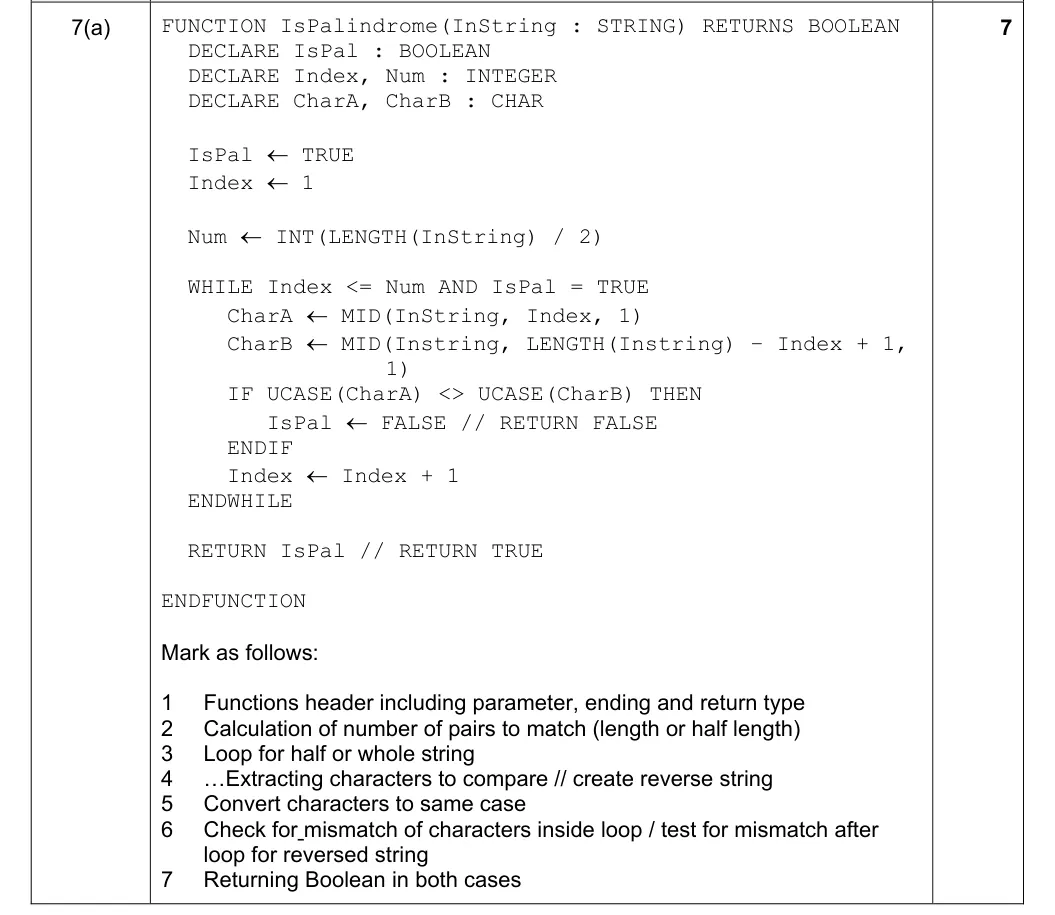 7(a)
FUNCTION IsPalindrome(InString : STRING) RETURNS BOOLEAN
7
DECLARE IsPal : BOOLEAN
DECLARE Index, Num : INTEGER
DECLARE CharA, CharB : CHAR
IsPal ← TRUE
Index ← 1
Num ← INT(LENGTH(InString) / 2)
WHILE Index <= Num AND IsPal = TRUE
CharA ← MID(InString, Index, 1)
CharB ← MID(Instring, LENGTH(Instring) – Index + 1,
1)
IF UCASE(CharA) <> UCASE(CharB) THEN
IsPal ← FALSE // RETURN FALSE
ENDIF
Index ← Index + 1
ENDWHILE
RETURN IsPal // RETURN TRUE
ENDFUNCTION
Mark as follows:
1 Functions header including parameter, ending and return type
2 Calculation of number of pairs to match (length or half length)
3 Loop for half or whole string
4 …Extracting characters to compare // create reverse string
5 Convert characters to same case
6 Check for mismatch of characters inside loop / test for mismatch after
loop for reversed string
7 Returning Boolean in both cases